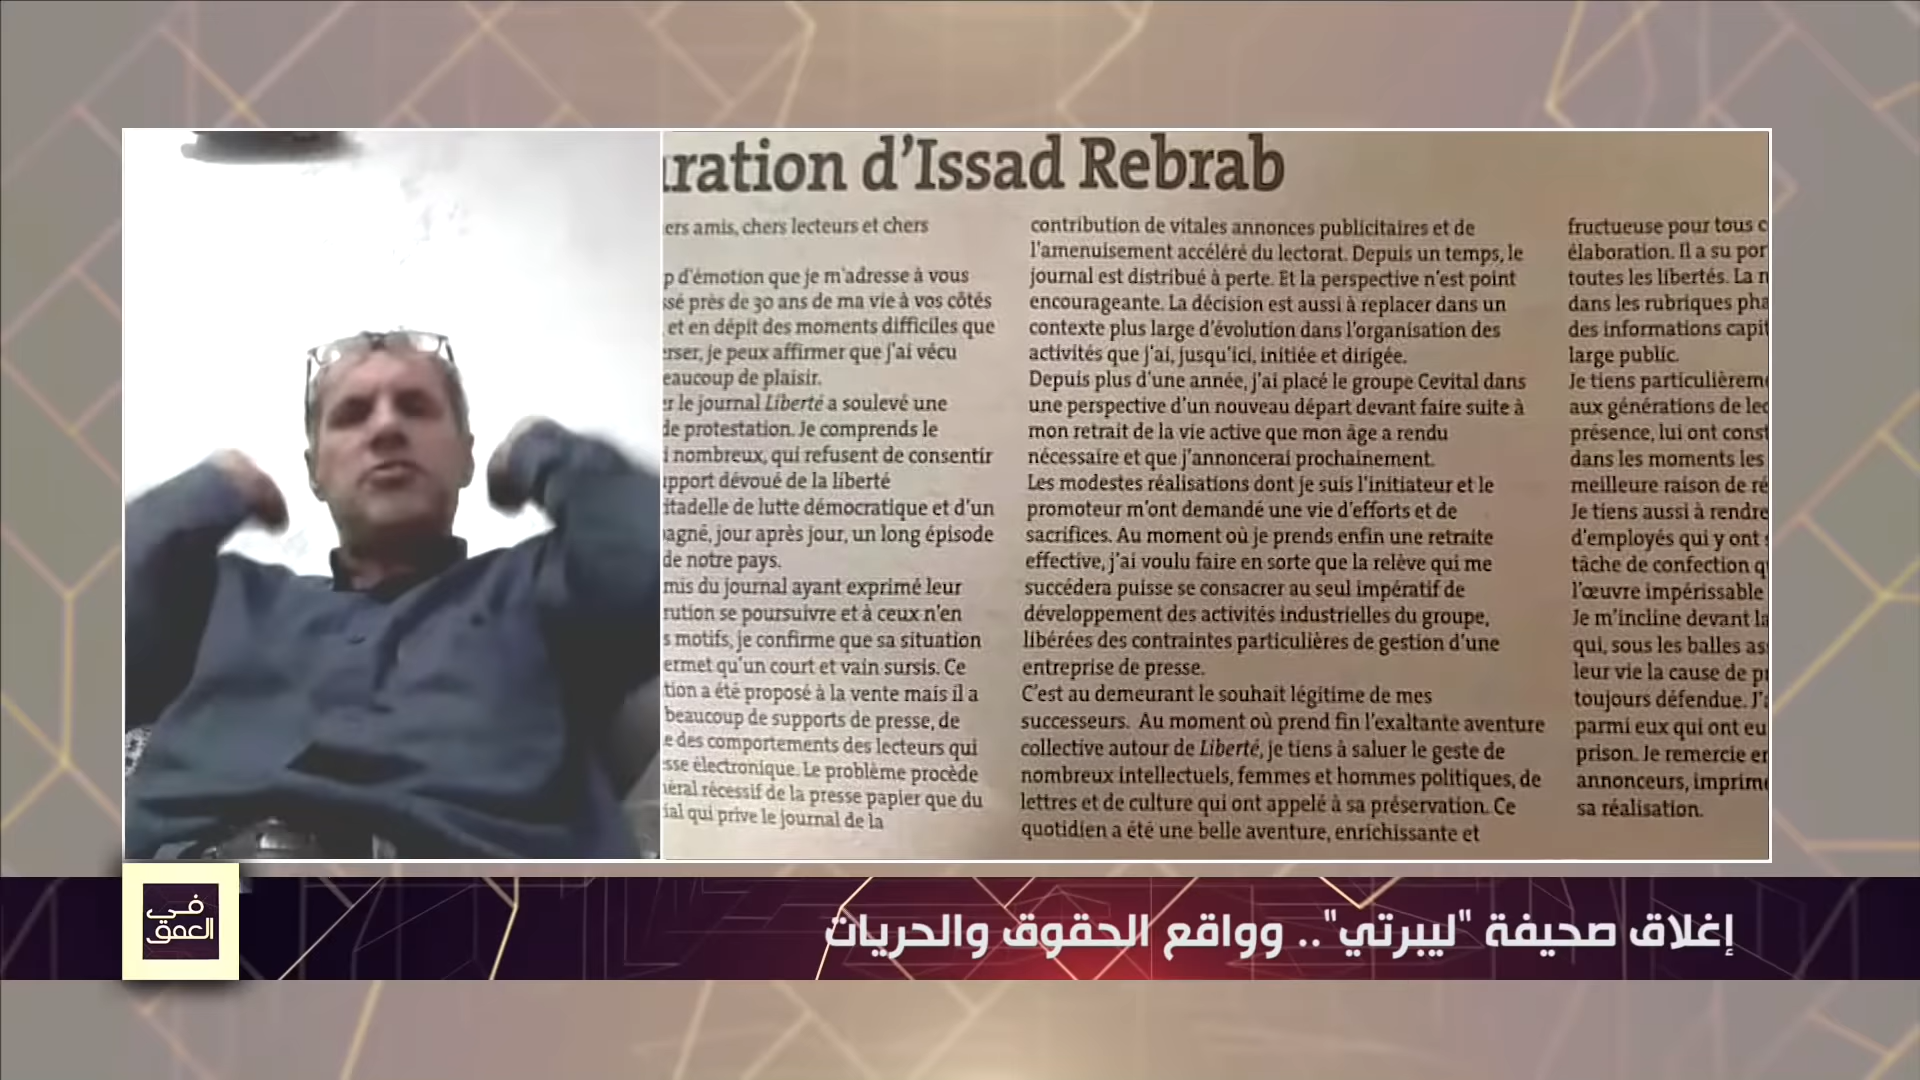 ration d'Issad Rebrab
ers amis, chers lecteurs et chers
p d'émotion que je m'adresse à vous
ssé près de 30 ans de ma vie à vos côtés
et en dépit des moments difficiles que
erser, je peux affirmer que j'ai vécu
eaucoup de plaisir.
er le journal Liberté a soulevé une
de protestation. Je comprends le
i nombreux, qui refusent de consentir
upport dévoué de la liberté
itadelle de lutte démocratique et d'un
pagné, jour après jour, un long épisode
de notre pays.
mis du journal ayant exprimé leur
rution se poursuivre et à ceux n'en
s motifs, je confirme que sa situation
ermet qu'un court et vain sursis. Ce
tion a été proposé à la vente mais il a
beaucoup de supports de presse, de
e des comportements des lecteurs qui
sse électronique. Le problème procède
néral récessif de la presse papier que du
ial qui prive le journal de la
contribution de vitales annonces publicitaires et de
l'amenuisement accéléré du lectorat. Depuis un temps, le
journal est distribué à perte. Et la perspective n'est point
encourageante. La décision est aussi à replacer dans un
contexte plus large d'évolution dans l'organisation des
activités que j'ai, jusqu'ici, initiée et dirigée.
Depuis plus d'une année, j'ai placé le groupe Cevital dans
une perspective d'un nouveau départ devant faire suite à
mon retrait de la vie active que mon âge a rendu
nécessaire et que j'annoncerai prochainement.
Les modestes réalisations dont je suis l'initiateur et le
promoteur m'ont demandé une vie d'efforts et de
sacrifices. Au moment où je prends enfin une retraite
effective, j'ai voulu faire en sorte que la relève qui me
succédera puisse se consacrer au seul impératif de
développement des activités industrielles du groupe,
libérées des contraintes particulières de gestion d'une
entreprise de presse.
C'est au demeurant le souhait légitime de mes
successeurs. Au moment où prend fin l'exaltante aventure
collective autour de Liberté, je tiens à saluer le geste de
nombreux intellectuels, femmes et hommes politiques, de
lettres et de culture qui ont appelé à sa préservation. Ce
quotidien a été une belle aventure, enrichissante et
fructueuse pour tous c
élaboration. Il a su por
toutes les libertés. La n
dans les rubriques pha
des informations capit
large public.
Je tiens particulièrem
aux générations de lec
présence, lui ont const
dans les moments les
meilleure raison de ré
Je tiens aussi à rendre
d'employés qui y ont
tâche de confection q
l'œuvre impérissable
Je m'incline devant la
qui, sous les balles as
leur vie la cause de p
toujours défendue. J'a
parmi eux qui ont eu
prison. Je remercie en
annonceurs, imprim
sa réalisation.
إغلاق صحيفة "ليبرتي" .. وواقع الحقوق والحريات
في
العمق